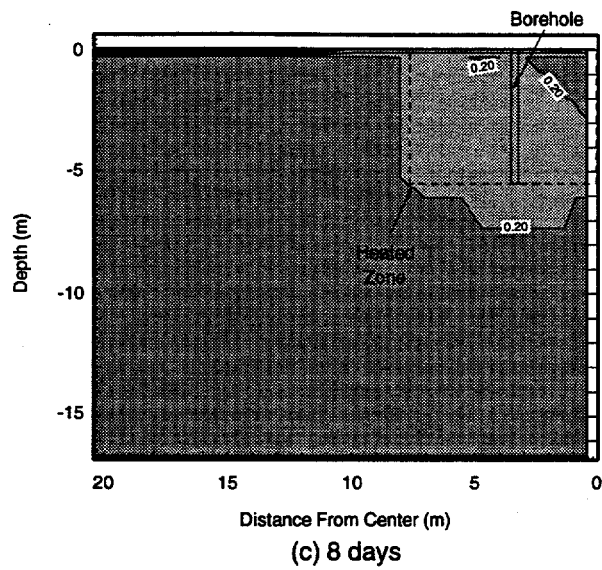 Borehole
0
0.20
0.20
-5
0.20
Heated
Zone
Depth (m)
-10
-15
20 15 10 5 0
Distance From Center (m)
(c) 8 days